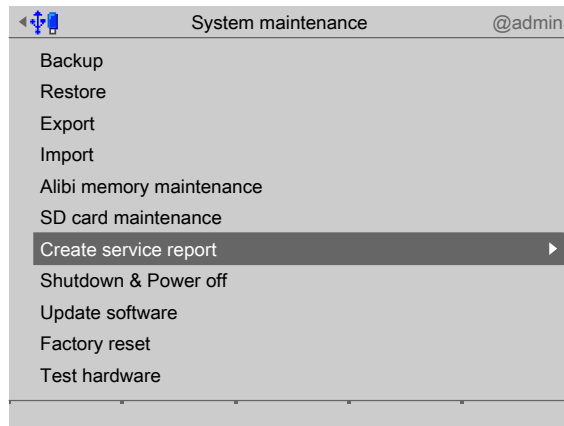 System maintenance @admin
Backup
Restore
Export
Import
Alibi memory maintenance
SD card maintenance
Create service report
Shutdown & Power off
Update software
Factory reset
Test hardware